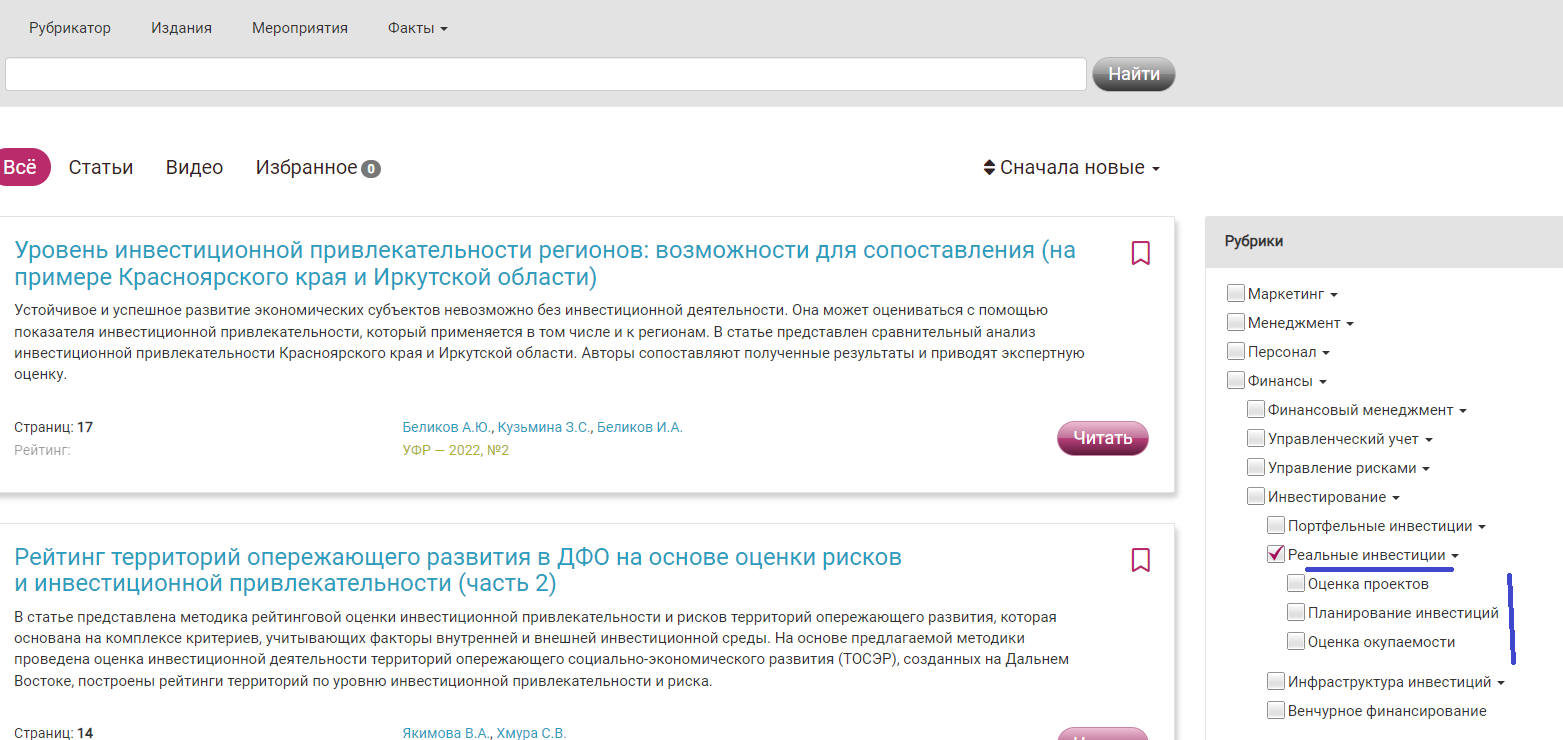 Рубрикатор Издания Мероприятия Факты
Найти
Всё Статьи Видео Избранное 0 Сначала новые
Уровень инвестиционной привлекательности регионов: возможности для сопоставления (на
примере Красноярского края и Иркутской области)
Устойчивое и успешное развитие экономических субъектов невозможно без инвестиционной деятельности. Она может оцениваться с помощью
показателя инвестиционной привлекательности, который применяется в том числе и к регионам. В статье представлен сравнительный анализ
инвестиционной привлекательности Красноярского края и Иркутской области. Авторы сопоставляют полученные результаты и приводят экспертную
оценку.
Страниц: 17 Беликов А.Ю., Кузьмина З.С., Беликов И.А.
Рейтинг: УФР — 2022, №2
Читать
Рейтинг территорий опережающего развития в ДФО на основе оценки рисков
и инвестиционной привлекательности (часть 2)
В статье представлена методика рейтинговой оценки инвестиционной привлекательности и рисков территорий опережающего развития, которая
основана на комплексе критериев, учитывающих факторы внутренней и внешней инвестиционной среды. На основе предлагаемой методики
проведена оценка инвестиционной деятельности территорий опережающего социально-экономического развития (ТОСЭР), созданных на Дальнем
Востоке, построены рейтинги территорий по уровню инвестиционной привлекательности и риска.
Страниц: 14 Якимова В.А., Хмура С.В.
Рубрики
Маркетинг
Менеджмент
Персонал
Финансы
Финансовый менеджмент
Управленческий учет
Управление рисками
Инвестирование
Портфельные инвестиции
Реальные инвестиции
Оценка проектов
Планирование инвестиций
Оценка окупаемости
Инфраструктура инвестиций
Венчурное финансирование